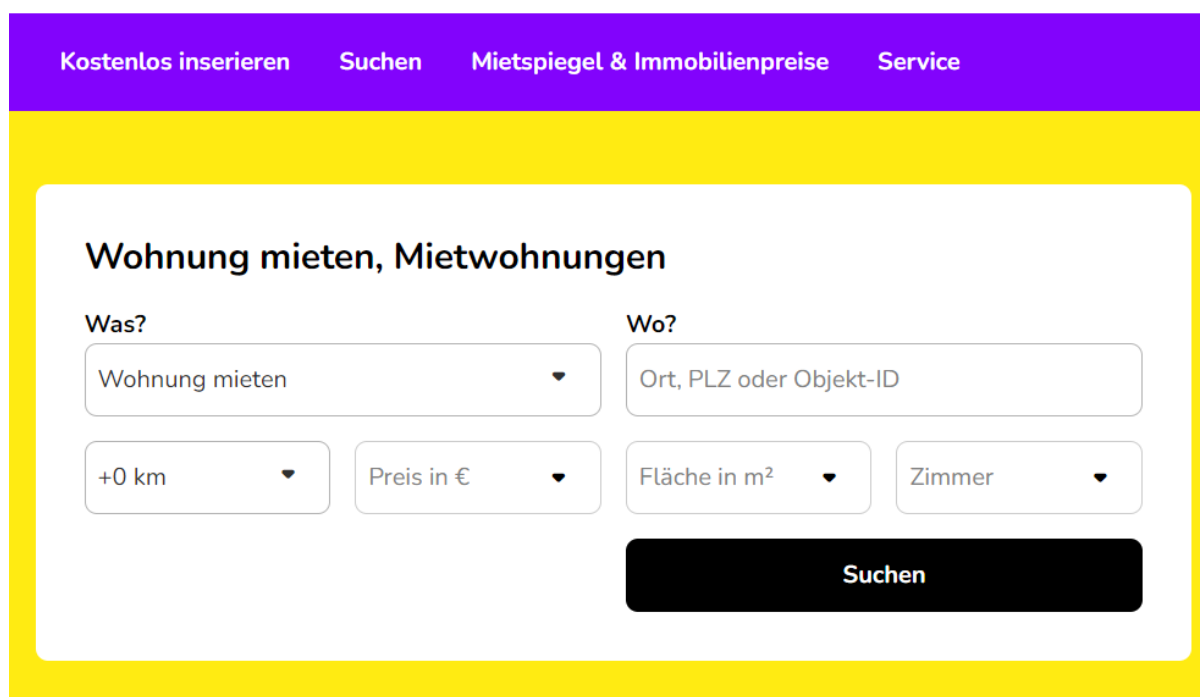 Kostenlos inserieren Suchen Mietspiegel & Immobilienpreise Service
Wohnung mieten, Mietwohnungen
Was? Wo?
Wohnung mieten Ort, PLZ oder Objekt-ID
+0 km Preis in € Fläche in m² Zimmer
Suchen